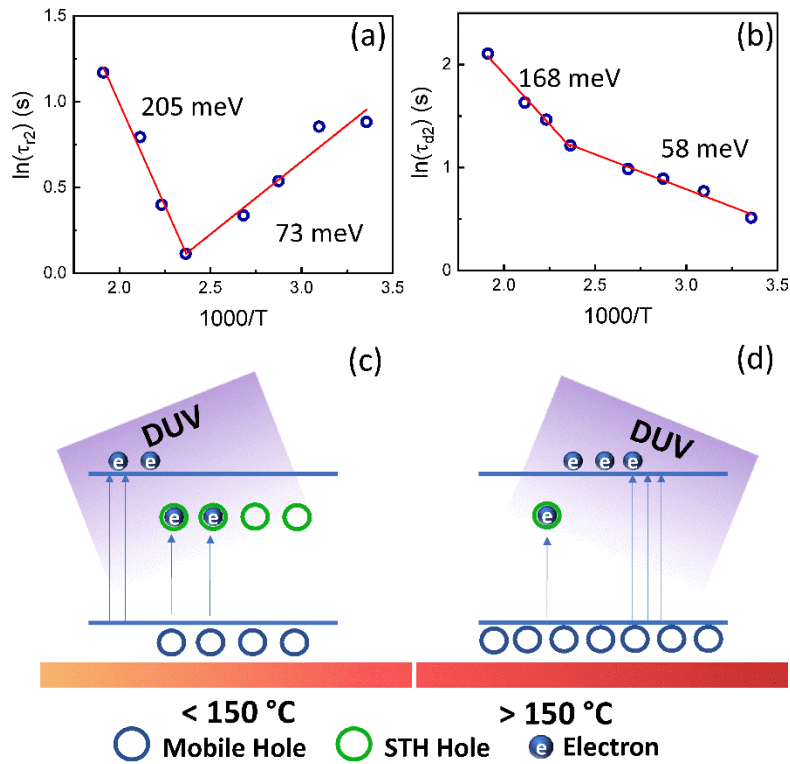 (a)
ln(τr2) (s)
1.5
1.0
0.5
0.0
205 meV
73 meV
2.0 2.5 3.0 3.5
1000/T
(b)
ln(τd2) (s)
2
1
0
168 meV
58 meV
2.0 2.5 3.0 3.5
1000/T
(c)
DUV
e e
e e
(d)
DUV
e e e
e
< 150 °C
> 150 °C
Mobile Hole STH Hole e Electron